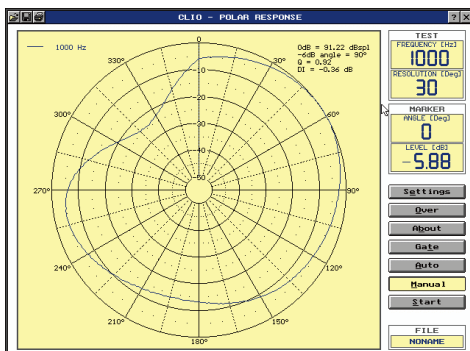 CLIO - POLAR RESPONSE
? X
1000 Hz
0dB = 91.22 dBspl
-6dB angle = 90°
Q = 0.92
DI = -0.36 dB
0
330°
30°
-10
300°
60°
-20
-30
-40
-50
270°
90°
240°
120°
210°
150°
180°
TEST
FREQUENCY [Hz]
1000
RESOLUTION [Deg]
30
MARKER
ANGLE [Deg]
0
LEVEL [dB]
-5.88
Settings
Over
About
Gate
Auto
Manual
Start
FILE
NONAME